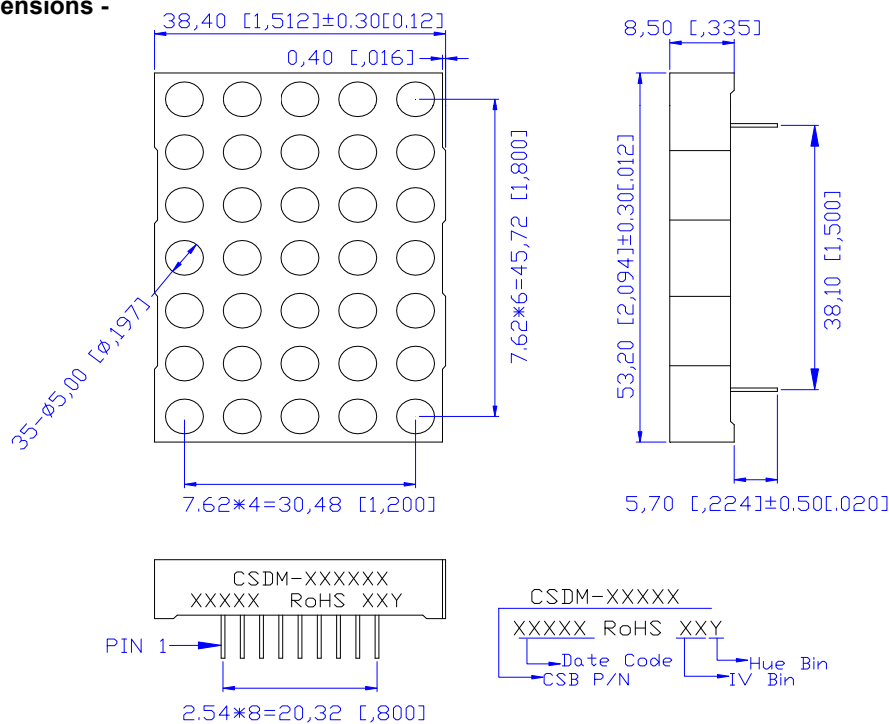 ensions -
38,40 [1,512]±0.30[0.12]
0,40 [,016]
8,50 [,335]
7.62*6=45,72 [1,800]
53,20 [2,094]±0.30[.012]
38,10 [1,500]
35-Ø5,00 [Ø,197]
7.62*4=30,48 [1,200]
5,70 [,224]±0.50[.020]
CSDM-XXXXXX
XXXXX RoHS XXY
PIN 1
2.54*8=20,32 [,800]
CSDM-XXXXX
XXXXX RoHS XXY
Date Code
Hue Bin
CSB P/N
IV Bin